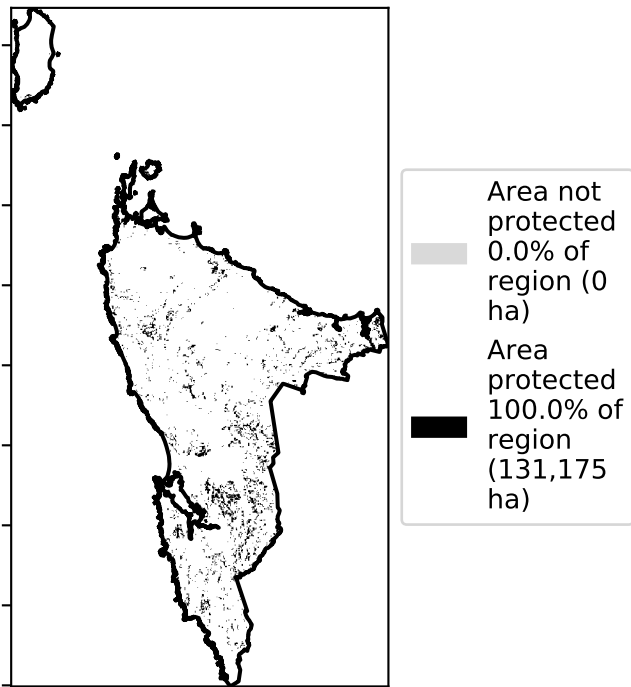 Area not
protected
0.0% of
region (0
ha)
Area
protected
100.0% of
region
(131,175
ha)